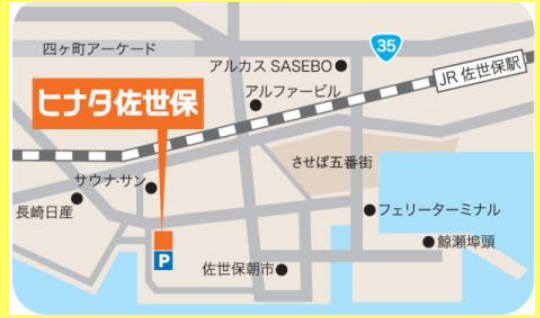 35
四ヶ町アーケード
アルカス SASEBO
JR 佐世保駅
アルファービル
ヒナタ佐世保
させぼ五番街
サウナ・サン
長崎日産
フェリーターミナル
鯨瀬埠頭
P
佐世保朝市